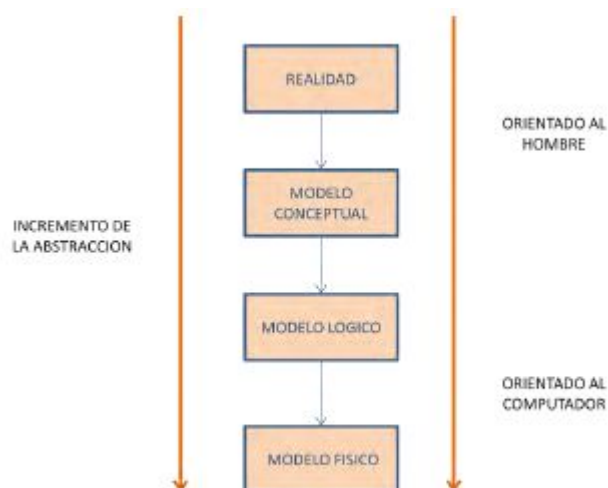 REALIDAD
ORIENTADO AL
HOMBRE
MODELO
CONCEPTUAL
INCREMENTO DE
LA ABSTRACCION
MODELO LOGICO
ORIENTADO AL
COMPUTADOR
MODELO FISICO